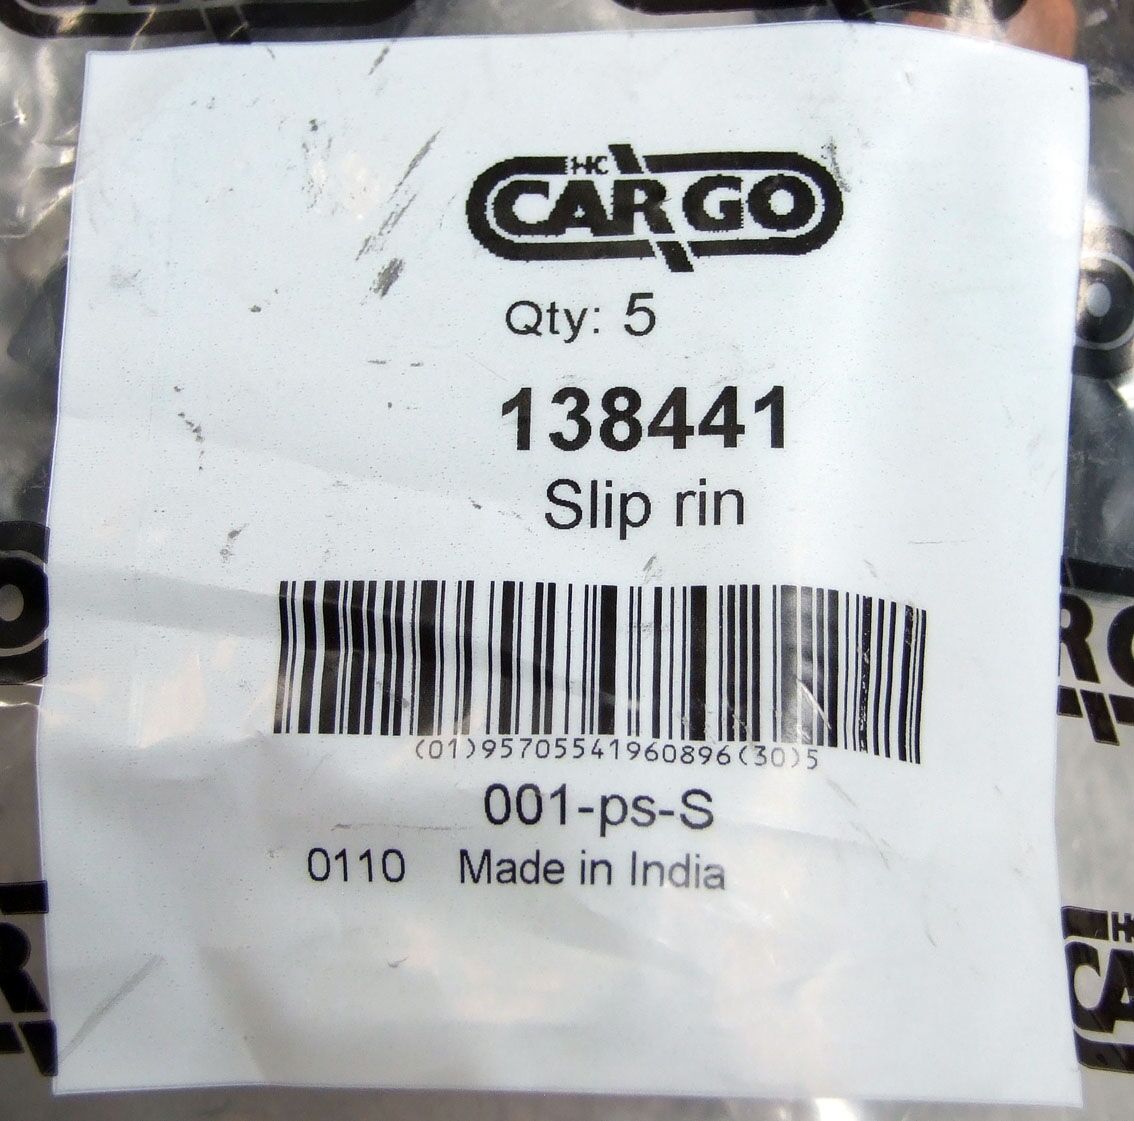 HC
CARGO
Qty: 5
138441
Slip rin
(01)95705541960896(30)5
001-ps-S
0110 Made in India